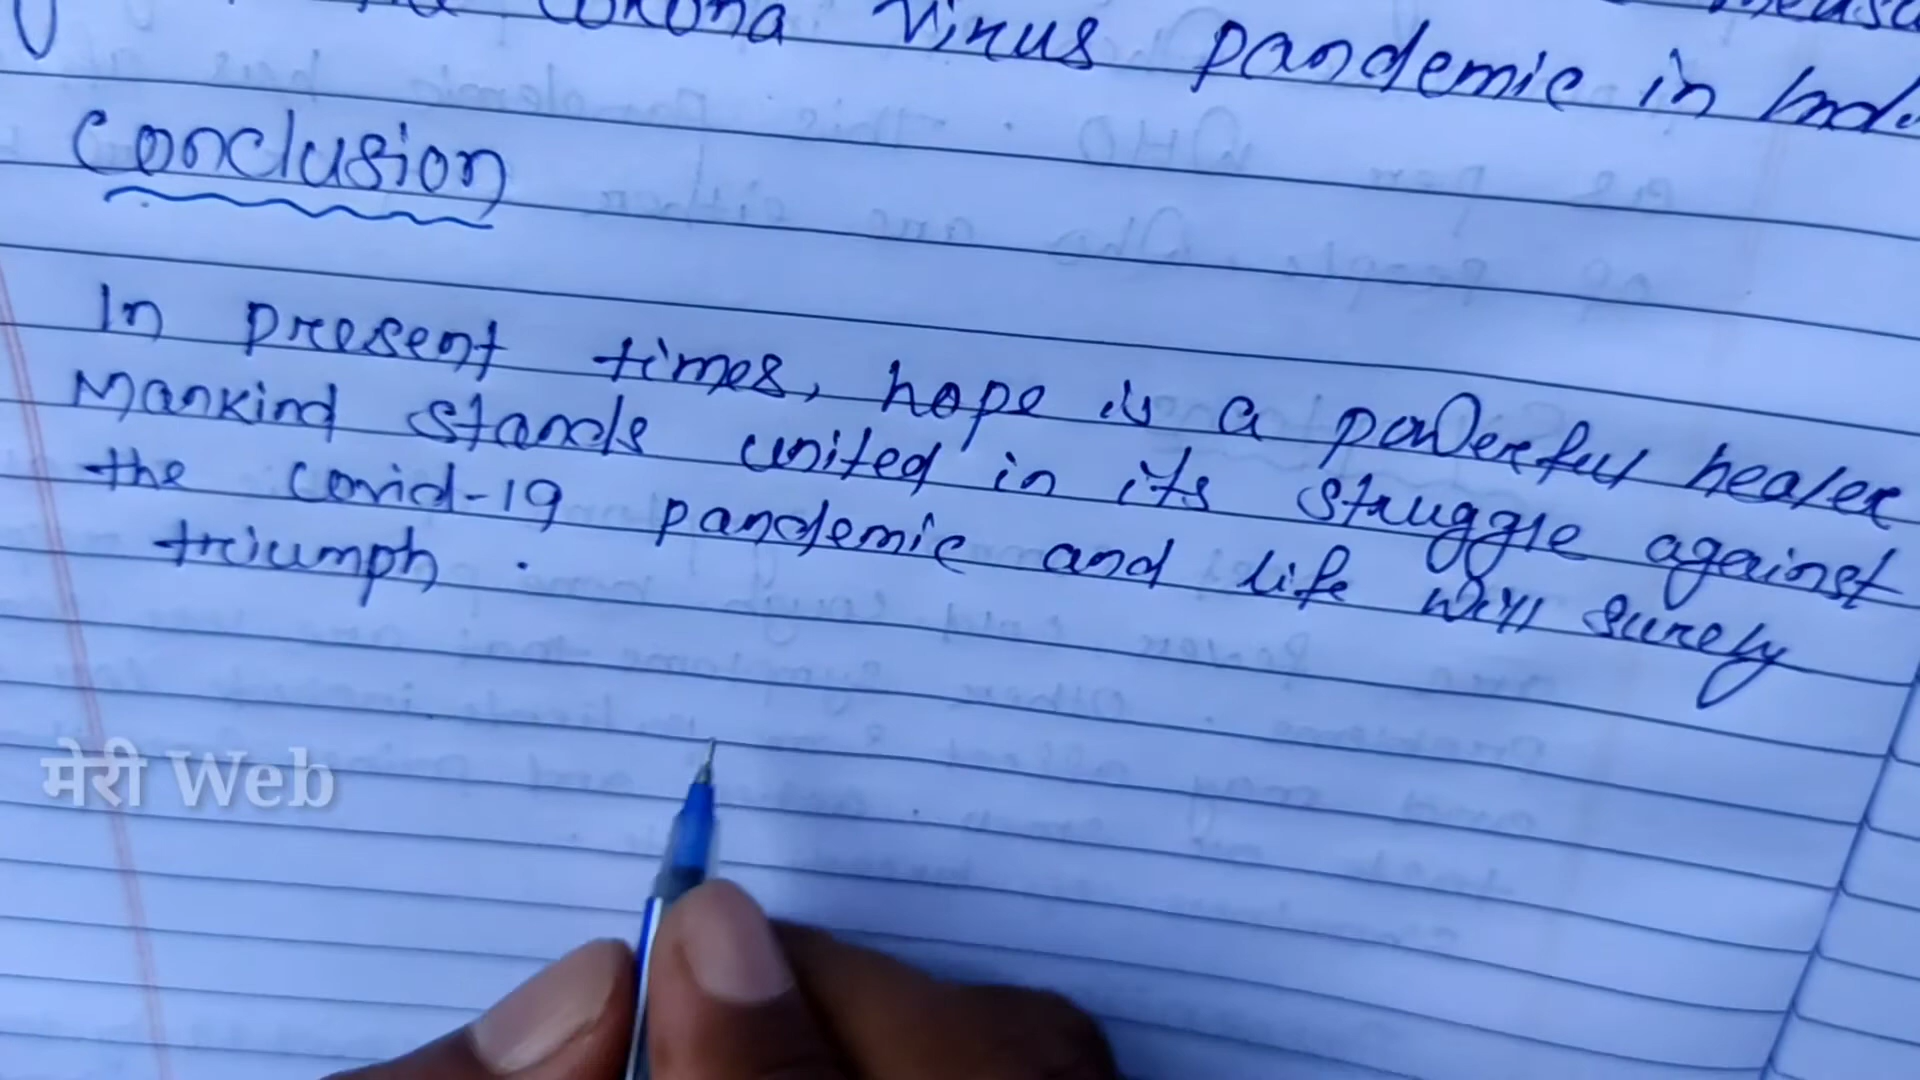 Corona Virus pandemic in
Conclusion
In present times, hope is a powerful healer
Mankind stands united in its struggle against
the covid-19 pandemic and life will surely
triumph .
मेरी Web